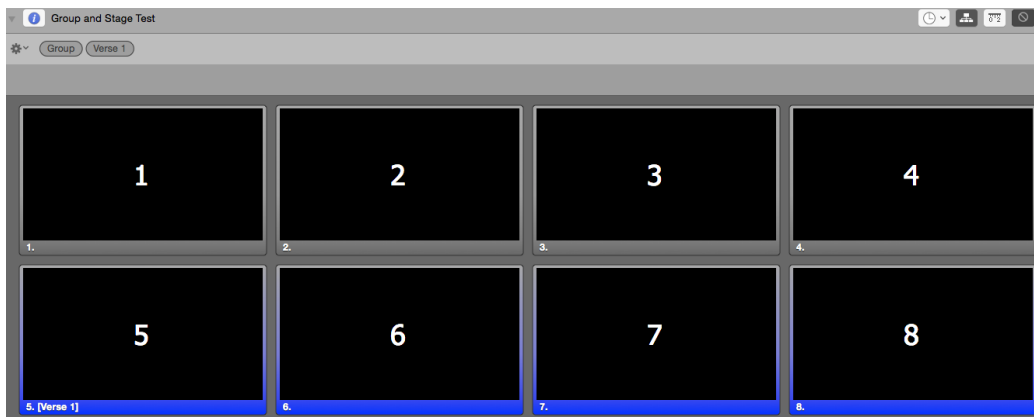 Group and Stage Test
Group Verse 1
1 2 3 4
1. 2. 3. 4.
5 6 7 8
5. [Verse 1] 6. 7. 8.